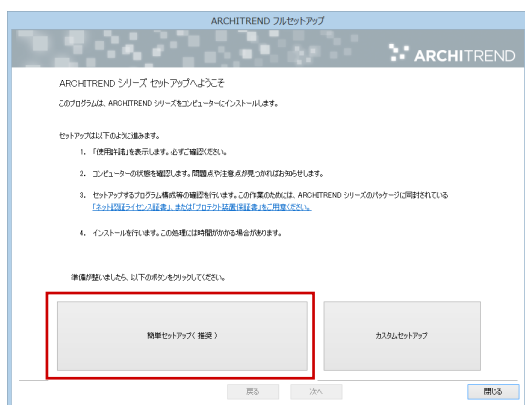 ARCHITREND フルセットアップ
ARCHITREND
ARCHITREND シリーズ セットアップへようこそ
このプログラムは、ARCHITREND シリーズをコンピューターにインストールします。
セットアップは以下のように進みます。
1. 「使用許諾」を表示します。必ずご確認ください。
2. コンピューターの状態を確認します。問題点や注意点が見つかればお知らせします。
3. セットアップするプログラム構成等の確認を行います。この作業のためには、ARCHITREND シリーズのパッケージに同封されている
「ネット認証ライセンス証書」、または「プロテクト装置保証書」をご用意ください。
4. インストールを行います。この処理には時間がかかる場合があります。
準備が整いましたら、以下のボタンをクリックしてください。
簡単セットアップ( 推奨 )
カスタムセットアップ
戻る
次へ
閉じる